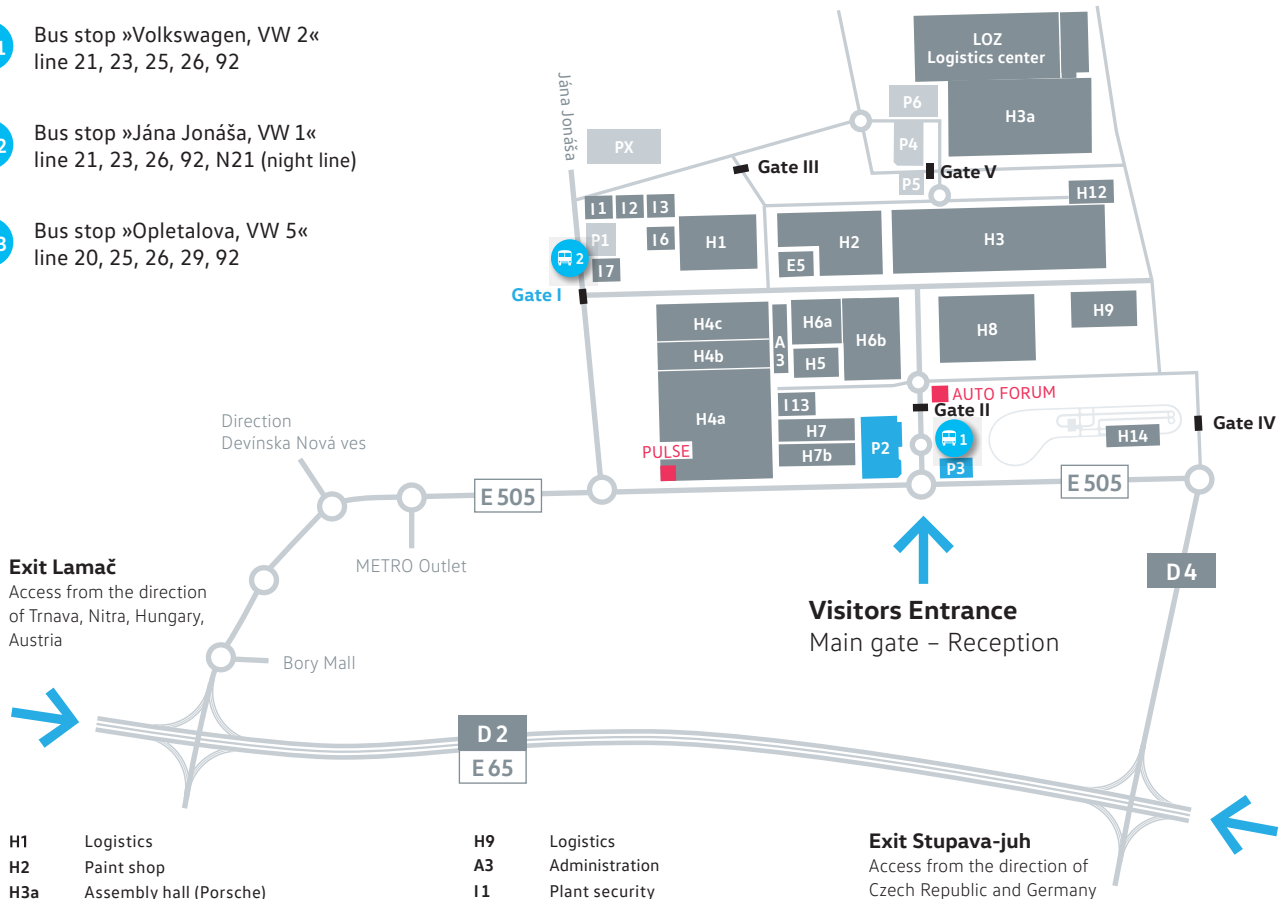 1
Bus stop »Volkswagen, VW 2«
line 21, 23, 25, 26, 92
2
Bus stop »Jána Jonáša, VW 1«
line 21, 23, 26, 92, N21 (night line)
3
Bus stop »Opletalova, VW 5«
line 20, 25, 26, 29, 92
LOZ
Logistics center
Jána Jonáša
PX
P6
H3a
P4
Gate III
Gate V
P5
H12
I1
I2
I3
P1
I6
H1
H2
H3
E5
2
I7
Gate I
H4c
H4b
H4a
A
3
H6a
H5
H6b
H8
H9
AUTO FORUM
Gate II
I13
H7
H7b
P2
1
P3
H14
Gate IV
PULSE
Direction
Devínska Nová ves
E 505
E 505
METRO Outlet
Exit Lamač
Access from the direction
of Trnava, Nitra, Hungary,
Austria
Bory Mall
Visitors Entrance
Main gate – Reception
D 4
D 2
E 65
H1 Logistics
H2 Paint shop
H3a Assembly hall (Porsche)
H9 Logistics
A3 Administration
I1 Plant security
Exit Stupava-juh
Access from the direction of
Czech Republic and Germany